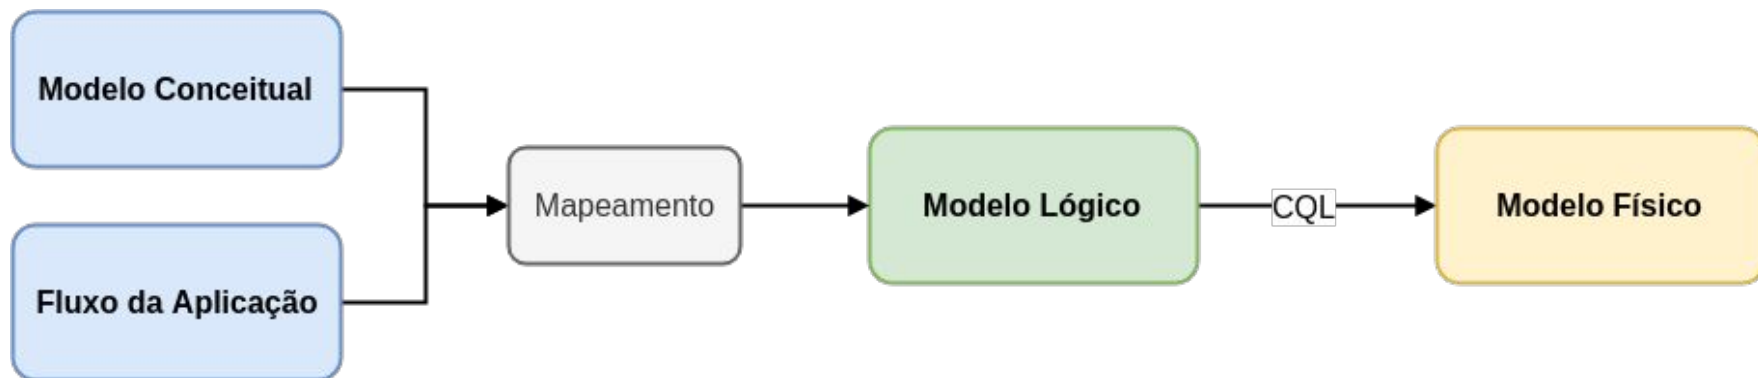 Modelo Conceitual
Fluxo da Aplicação
Mapeamento
Modelo Lógico
CQL
Modelo Físico